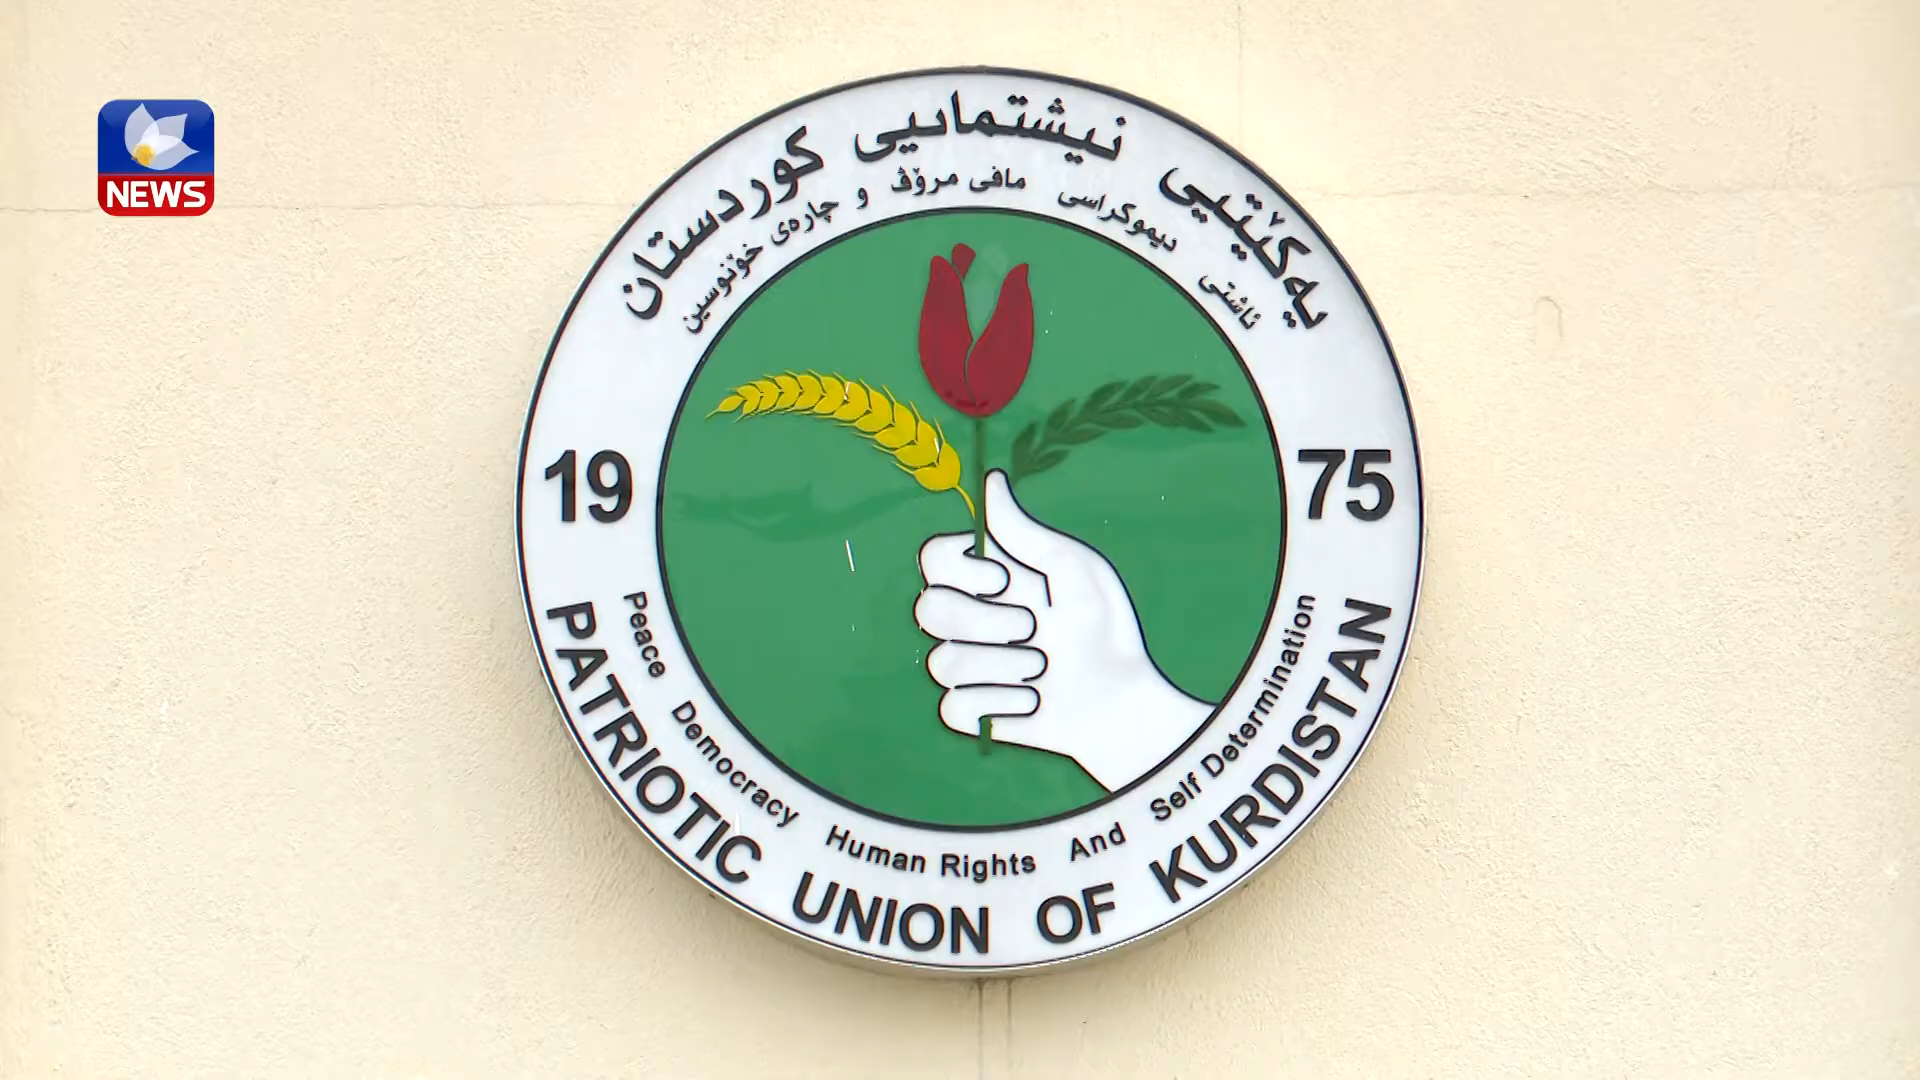 NEWS
یەکێتیی نیشتمانیی کوردستان
ئاشتی دیموکراسی مافی مرۆڤ و چارەی خۆنوسین
19 75
Peace Democracy Human Rights And Self Determination
PATRIOTIC UNION OF KURDISTAN